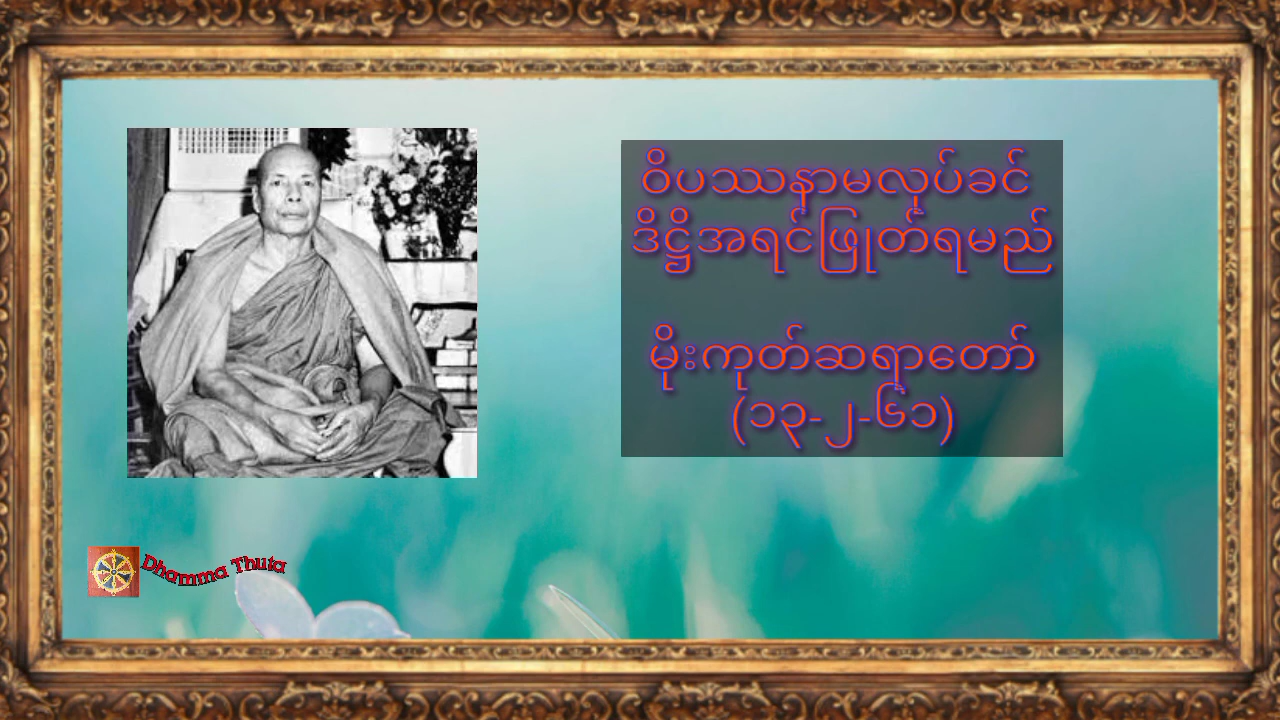 ဝိပဿနာမလုပ်ခင်
ဒိဋ္ဌိအရင်ဖြုတ်ရမည်
မိုးကုတ်ဆရာတော်
(၁၃-၂-၆၁)
Dhamma Thuta